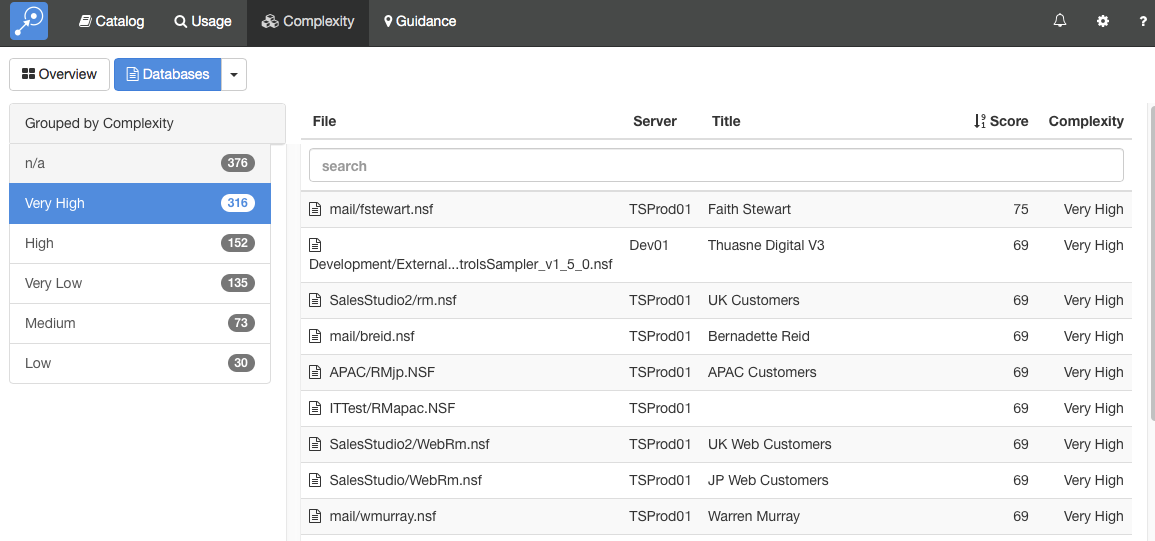 Catalog Usage Complexity Guidance ?
Overview Databases
Grouped by Complexity
n/a 376
Very High 316
High 152
Very Low 135
Medium 73
Low 30
File Server Title Score Complexity
search
mail/fstewart.nsf TSProd01 Faith Stewart 75 Very High
Dev01 Thuasne Digital V3 69 Very High
Development/External...trolsSampler_v1_5_0.nsf
SalesStudio2/rm.nsf TSProd01 UK Customers 69 Very High
mail/breid.nsf TSProd01 Bernadette Reid 69 Very High
APAC/RMjp.NSF TSProd01 APAC Customers 69 Very High
ITTest/RMapac.NSF TSProd01 69 Very High
SalesStudio2/WebRm.nsf TSProd01 UK Web Customers 69 Very High
SalesStudio/WebRm.nsf TSProd01 JP Web Customers 69 Very High
mail/wmurray.nsf TSProd01 Warren Murray 69 Very High